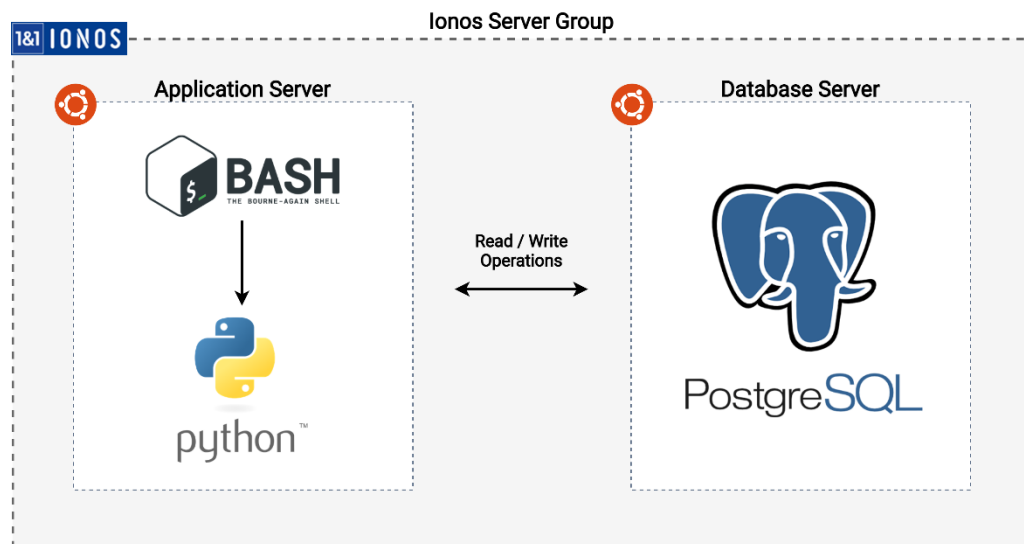 Ionos Server Group
1&1 IONOS
Application Server
Database Server
$_
BASH
THE BOURNE-AGAIN SHELL
Read / Write
Operations
python™
PostgreSQL